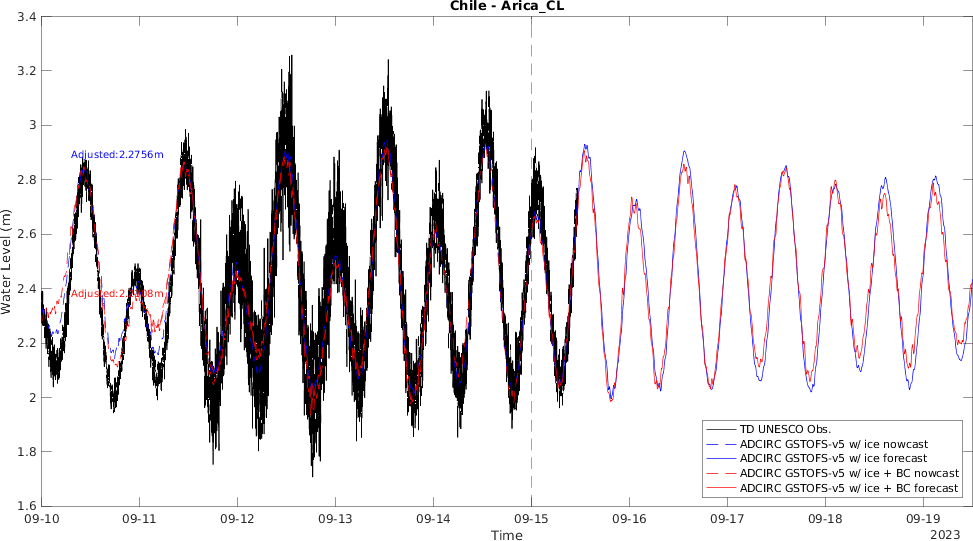 Chile - Arica_CL
3.4
3.2
3
2.8
2.6
2.4
2.2
2
1.8
1.6
Water Level (m)
Adjusted:2.2756m
09-10
09-11
09-12
09-13
09-14
09-15
09-16
09-17
09-18
09-19
Time
2023
TD UNESCO Obs.
ADCIRC GSTOFS-v5 w/ ice nowcast
ADCIRC GSTOFS-v5 w/ ice forecast
ADCIRC GSTOFS-v5 w/ ice + BC nowcast
ADCIRC GSTOFS-v5 w/ ice + BC forecast